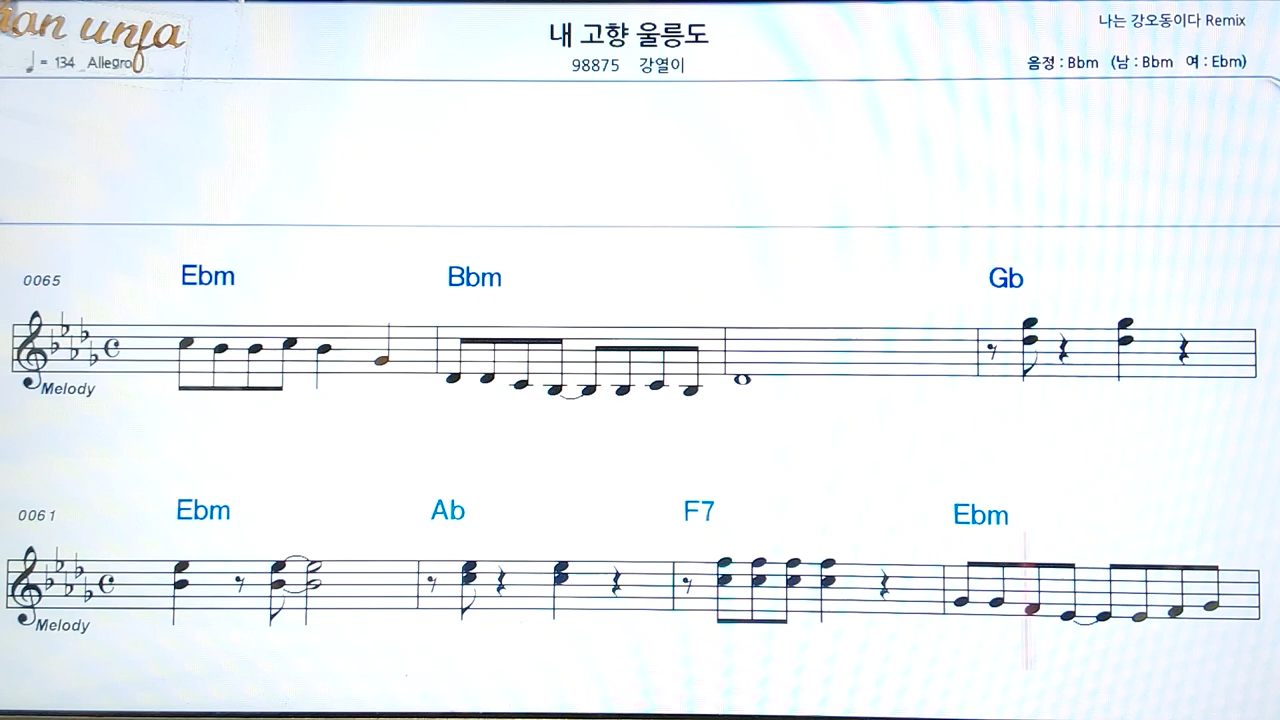 내 고향 울릉도
나는 강오동이다 Remix
♩ = 134 Allegro
98875 강열이
음정 : Bbm (남 : Bbm 여 : Ebm)
0065 Ebm Bbm Gb
Melody
0061 Ebm Ab F7 Ebm
Melody